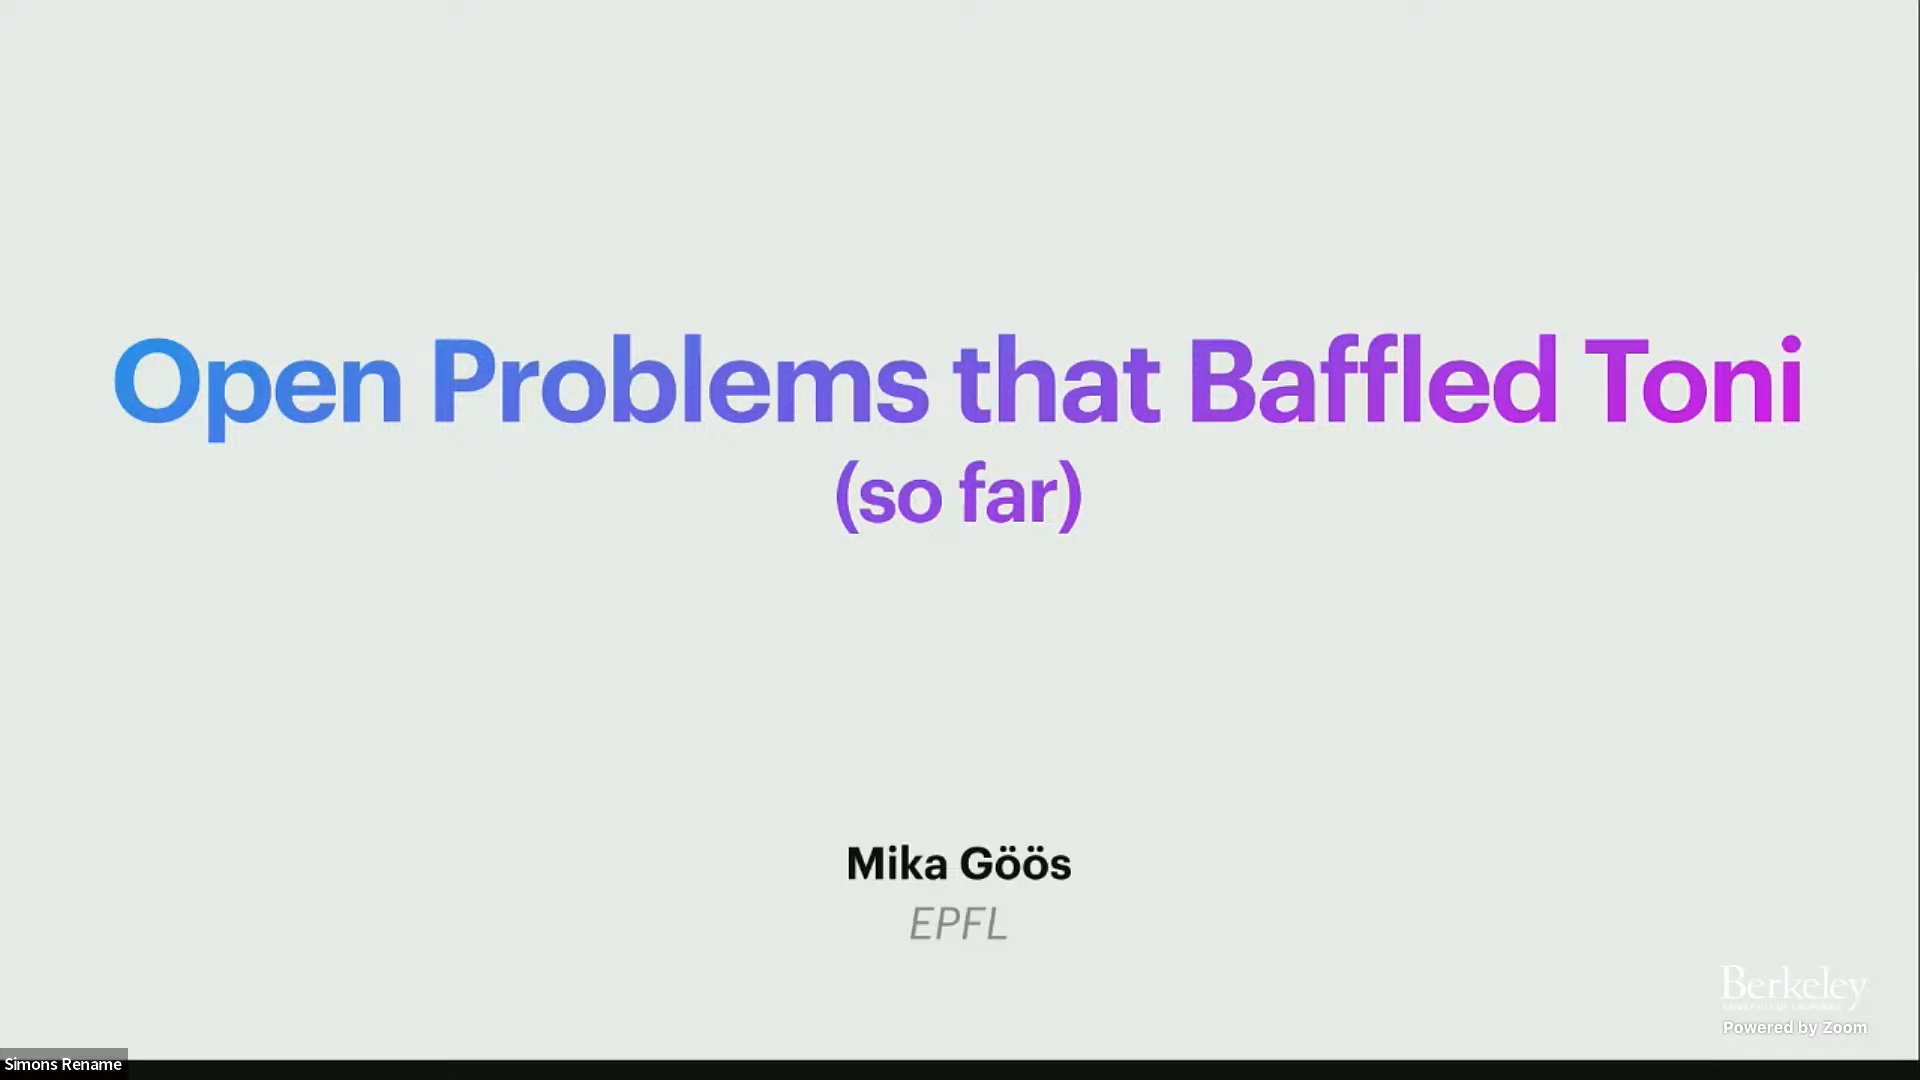 Open Problems that Baffled Toni
(so far)
Mika Göös
EPFL
Berkeley
Powered by Zoom
Simons Rename